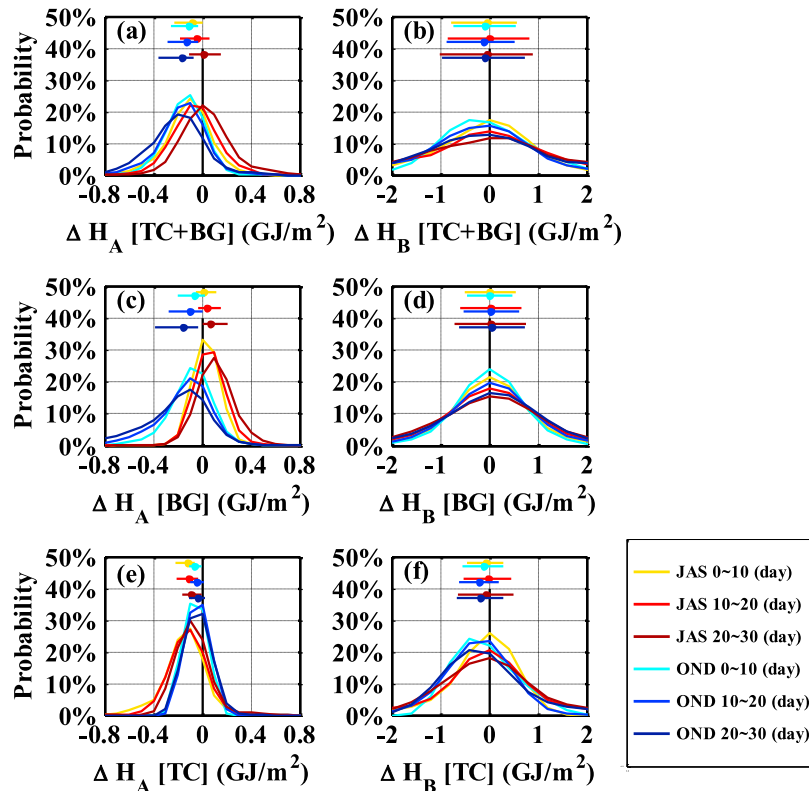 (a) (b)
Probability
50%
40%
30%
20%
10%
0%
-0.8 -0.4 0 0.4 0.8
-2 -1 0 1 2
Δ H_A [TC+BG] (GJ/m²)
Δ H_B [TC+BG] (GJ/m²)
(c) (d)
Probability
50%
40%
30%
20%
10%
0%
50%
40%
30%
20%
10%
0%
-0.8 -0.4 0 0.4 0.8
-2 -1 0 1 2
Δ H_A [BG] (GJ/m²)
Δ H_B [BG] (GJ/m²)
(e) (f)
Probability
50%
40%
30%
20%
10%
0%
50%
40%
30%
20%
10%
0%
-0.8 -0.4 0 0.4 0.8
-2 -1 0 1 2
Δ H_A [TC] (GJ/m²)
Δ H_B [TC] (GJ/m²)
JAS 0~10 (day)
JAS 10~20 (day)
JAS 20~30 (day)
OND 0~10 (day)
OND 10~20 (day)
OND 20~30 (day)